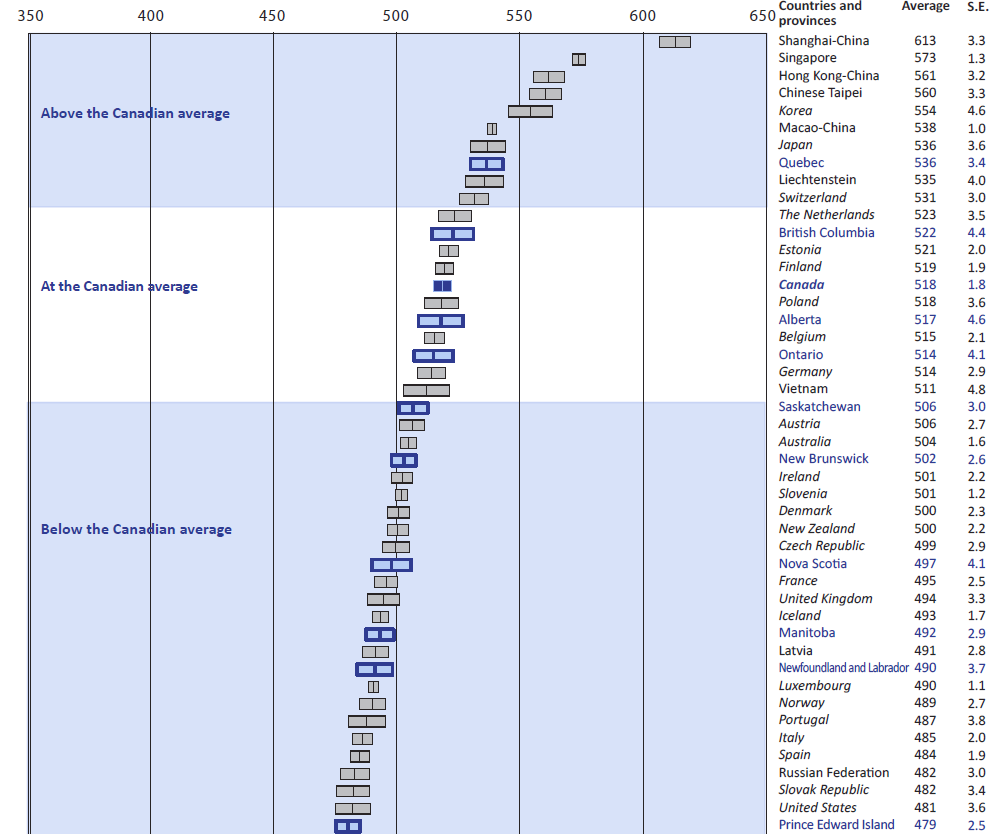 350 400 450 500 550 600 650 Countries and provinces Average S.E.
Shanghai-China 613 3.3
Singapore 573 1.3
Hong Kong-China 561 3.2
Chinese Taipei 560 3.3
Above the Canadian average
Korea 554 4.6
Macao-China 538 1.0
Japan 536 3.6
Quebec 536 3.4
Liechtenstein 535 4.0
Switzerland 531 3.0
The Netherlands 523 3.5
British Columbia 522 4.4
Estonia 521 2.0
Finland 519 1.9
At the Canadian average
Canada 518 1.8
Poland 518 3.6
Alberta 517 4.6
Belgium 515 2.1
Ontario 514 4.1
Germany 514 2.9
Vietnam 511 4.8
Saskatchewan 506 3.0
Austria 506 2.7
Australia 504 1.6
New Brunswick 502 2.6
Ireland 501 2.2
Slovenia 501 1.2
Denmark 500 2.3
Below the Canadian average
New Zealand 500 2.2
Czech Republic 499 2.9
Nova Scotia 497 4.1
France 495 2.5
United Kingdom 494 3.3
Iceland 493 1.7
Manitoba 492 2.9
Latvia 491 2.8
Newfoundland and Labrador 490 3.7
Luxembourg 490 1.1
Norway 489 2.7
Portugal 487 3.8
Italy 485 2.0
Spain 484 1.9
Russian Federation 482 3.0
Slovak Republic 482 3.4
United States 481 3.6
Prince Edward Island 479 2.5